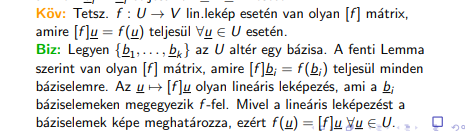 Köv: Tetsz. f : U → V lin.lekép esetén van olyan [f] mátrix,
amire [f]u = f(u) teljesül ∀u ∈ U esetén.
Biz: Legyen {b₁, . . . , bₖ} az U altér egy bázisa. A fenti Lemma
szerint van olyan [f] mátrix, amire [f]bᵢ = f(bᵢ) teljesül minden
báziselemre. Az u ↦ [f]u olyan lineáris leképezés, ami a bᵢ
báziselemeken megegyezik f-fel. Mivel a lineáris leképezést a
báziselemek képe meghatározza, ezért f(u) = [f]u ∀u ∈ U. □